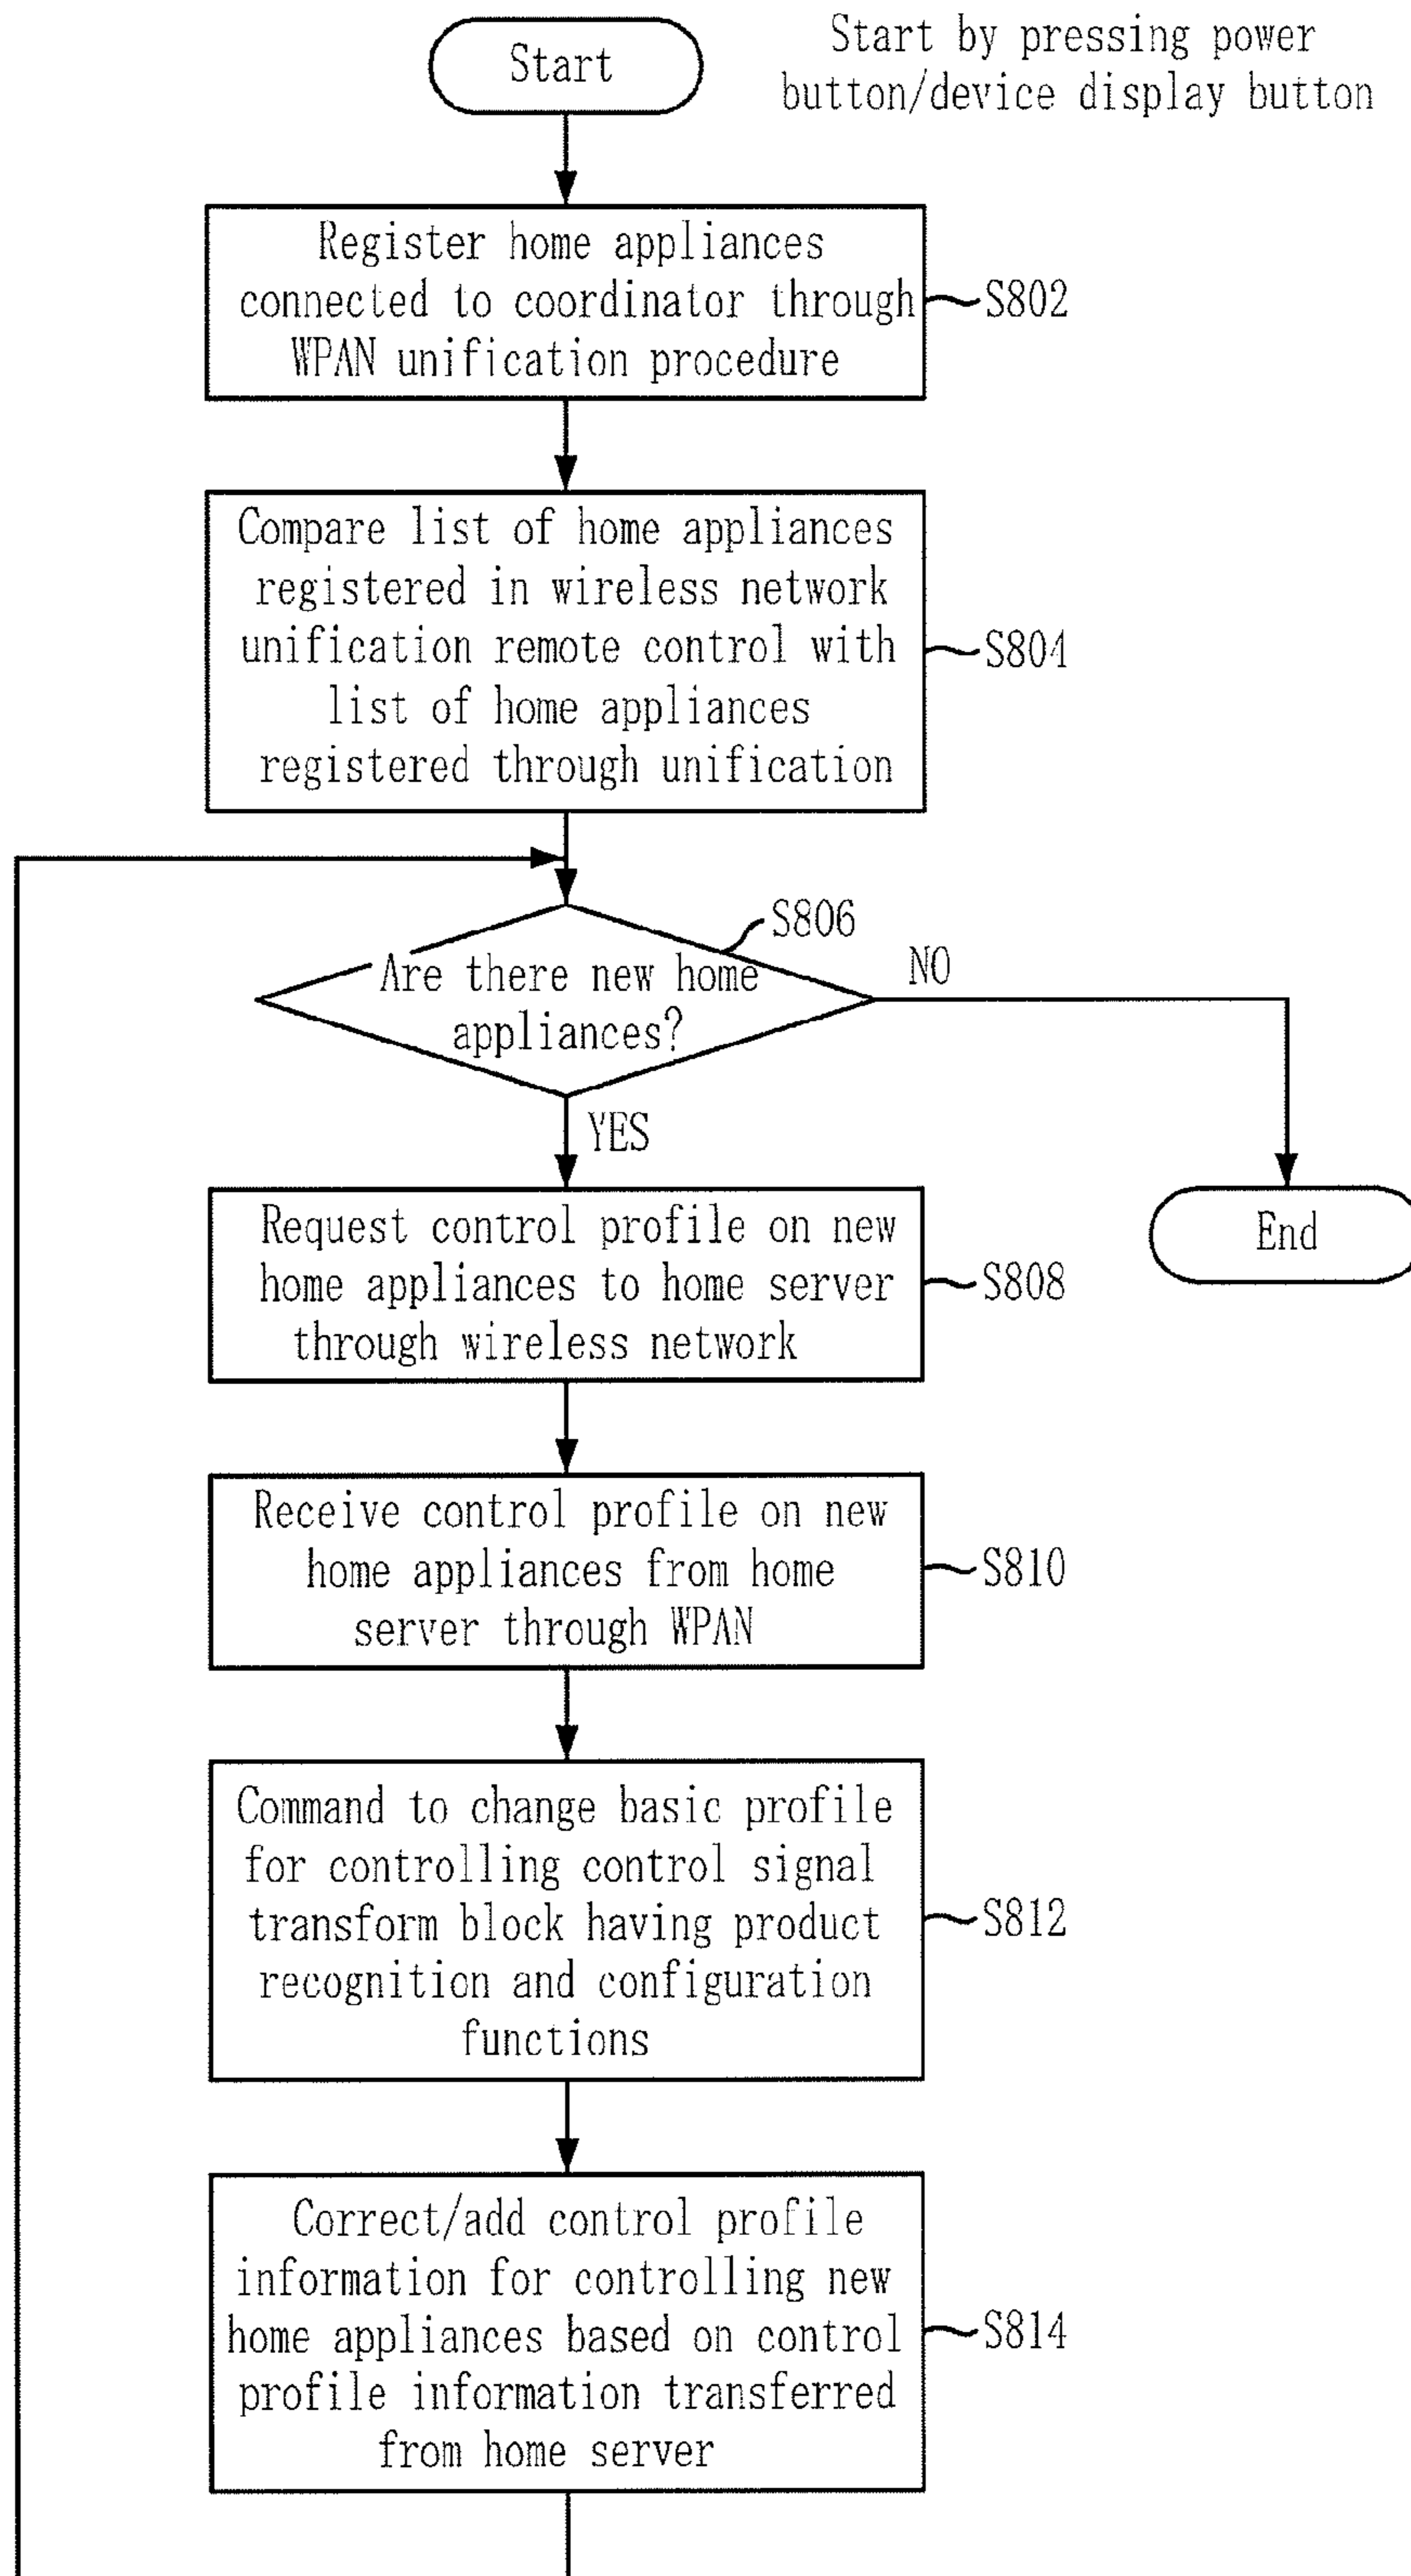 Start
Start by pressing power
button/device display button
Register home appliances
connected to coordinator through
WPAN unification procedure
S802
Compare list of home appliances
registered in wireless network
unification remote control with
list of home appliances
registered through unification
S804
S806
Are there new home
appliances?
NO
YES
Request control profile on new
home appliances to home server
through wireless network
S808
End
Receive control profile on new
home appliances from home
server through WPAN
S810
Command to change basic profile
for controlling control signal
transform block having product
recognition and configuration
functions
S812
Correct/add control profile
information for controlling new
home appliances based on control
profile information transferred
from home server
S814